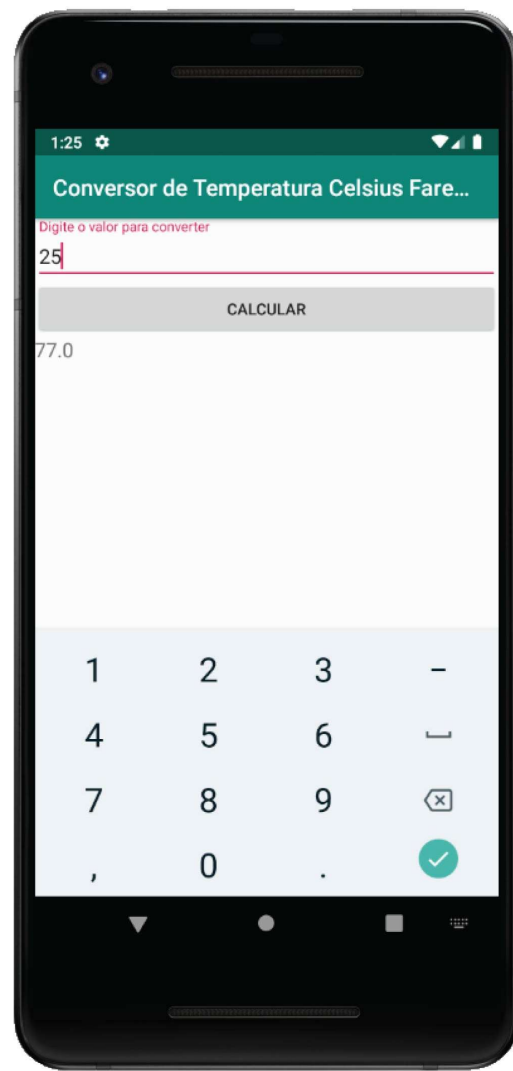 1:25
Conversor de Temperatura Celsius Fare...
Digite o valor para converter
25
CALCULAR
77.0
1 2 3 -
4 5 6
7 8 9
, 0 .